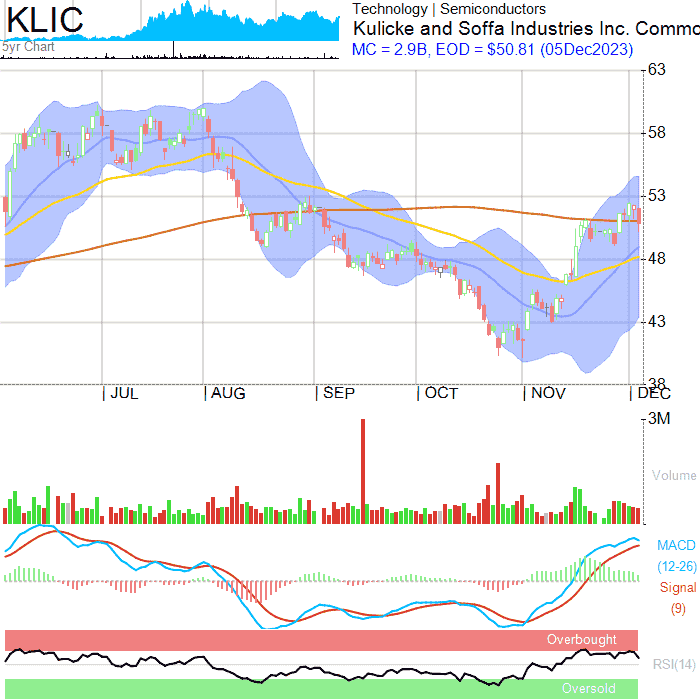 KLIC
5yr Chart
Technology | Semiconductors
Kulicke and Soffa Industries Inc. Commo
MC = 2.9B, EOD = $50.81 (05Dec2023)
63
58
53
48
43
38
| JUL | AUG | SEP | OCT | NOV | DEC
3M
Volume
MACD
(12-26)
Signal
(9)
Overbought
RSI(14)
Oversold